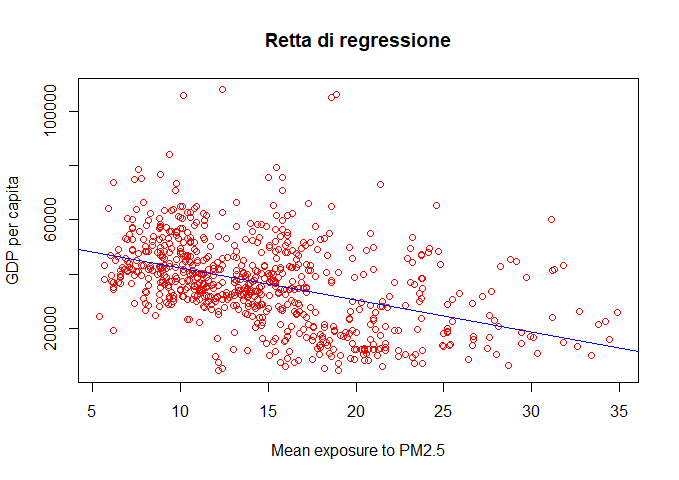 Retta di regressione
GDP per capita
100000
60000
20000
5 10 15 20 25 30 35
Mean exposure to PM2.5